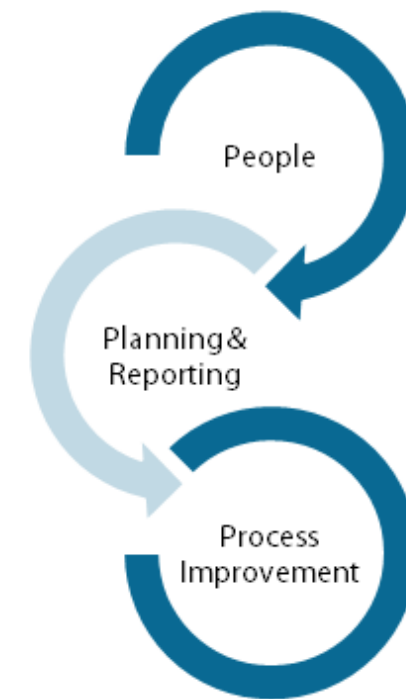 People
Planning &
Reporting
Process
Improvement